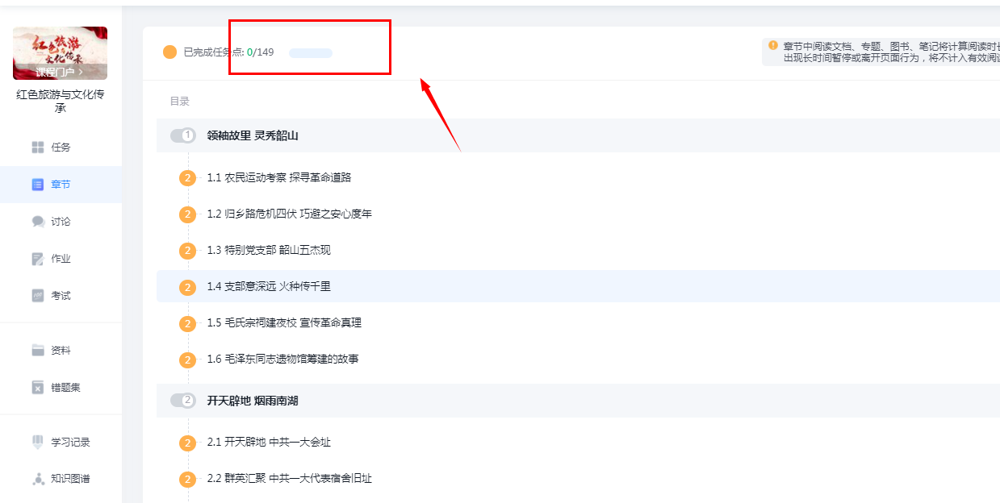 红色旅游
与
文化传承
课程门户 >
红色旅游与文化传
承
任务
章节
讨论
作业
考试
资料
错题集
学习记录
知识图谱
已完成任务点: 0/149
章节中阅读文档、专题、图书、笔记将计算阅读时长
出现长时间暂停或离开页面行为，将不计入有效阅读
目录
1 领袖故里 灵秀韶山
2 1.1 农民运动考察 探寻革命道路
2 1.2 归乡路危机四伏 巧避之安心度年
2 1.3 特别党支部 韶山五杰现
2 1.4 支部意深远 火种传千里
2 1.5 毛氏宗祠建夜校 宣传革命真理
2 1.6 毛泽东同志遗物馆筹建的故事
2 开天辟地 烟雨南湖
2 2.1 开天辟地 中共一大会址
2 2.2 群英汇聚 中共一大代表宿舍旧址